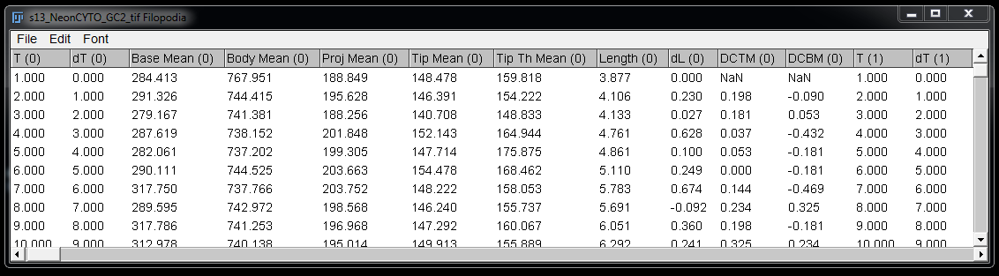 s13_NeonCYTO_GC2_tif Filopodia
File Edit Font
T (0) dT (0) Base Mean (0) Body Mean (0) Proj Mean (0) Tip Mean (0) Tip Th Mean (0) Length (0) dL (0) DCTM (0) DCBM (0) T (1) dT (1)
1.000 0.000 284.413 767.951 188.849 148.478 159.818 3.877 0.000 NaN NaN 1.000 0.000
2.000 1.000 291.326 744.415 195.628 146.391 154.222 4.106 0.230 0.198 -0.090 2.000 1.000
3.000 2.000 279.167 741.381 188.256 140.708 148.833 4.133 0.027 0.181 0.053 3.000 2.000
4.000 3.000 287.619 738.152 201.848 152.143 164.944 4.761 0.628 0.037 -0.432 4.000 3.000
5.000 4.000 282.061 737.202 199.305 147.714 175.875 4.861 0.100 0.053 -0.181 5.000 4.000
6.000 5.000 290.111 744.525 203.663 154.478 168.462 5.110 0.249 0.000 -0.181 6.000 5.000
7.000 6.000 317.750 737.766 203.752 148.222 158.053 5.783 0.674 0.144 -0.469 7.000 6.000
8.000 7.000 289.595 742.972 198.568 146.240 155.737 5.691 -0.092 0.234 0.325 8.000 7.000
9.000 8.000 317.786 741.253 196.968 147.292 160.067 6.051 0.360 0.198 -0.181 9.000 8.000
10.000 9.000 312.978 740.138 195.014 149.913 155.889 6.292 0.241 0.325 0.234 10.000 9.000